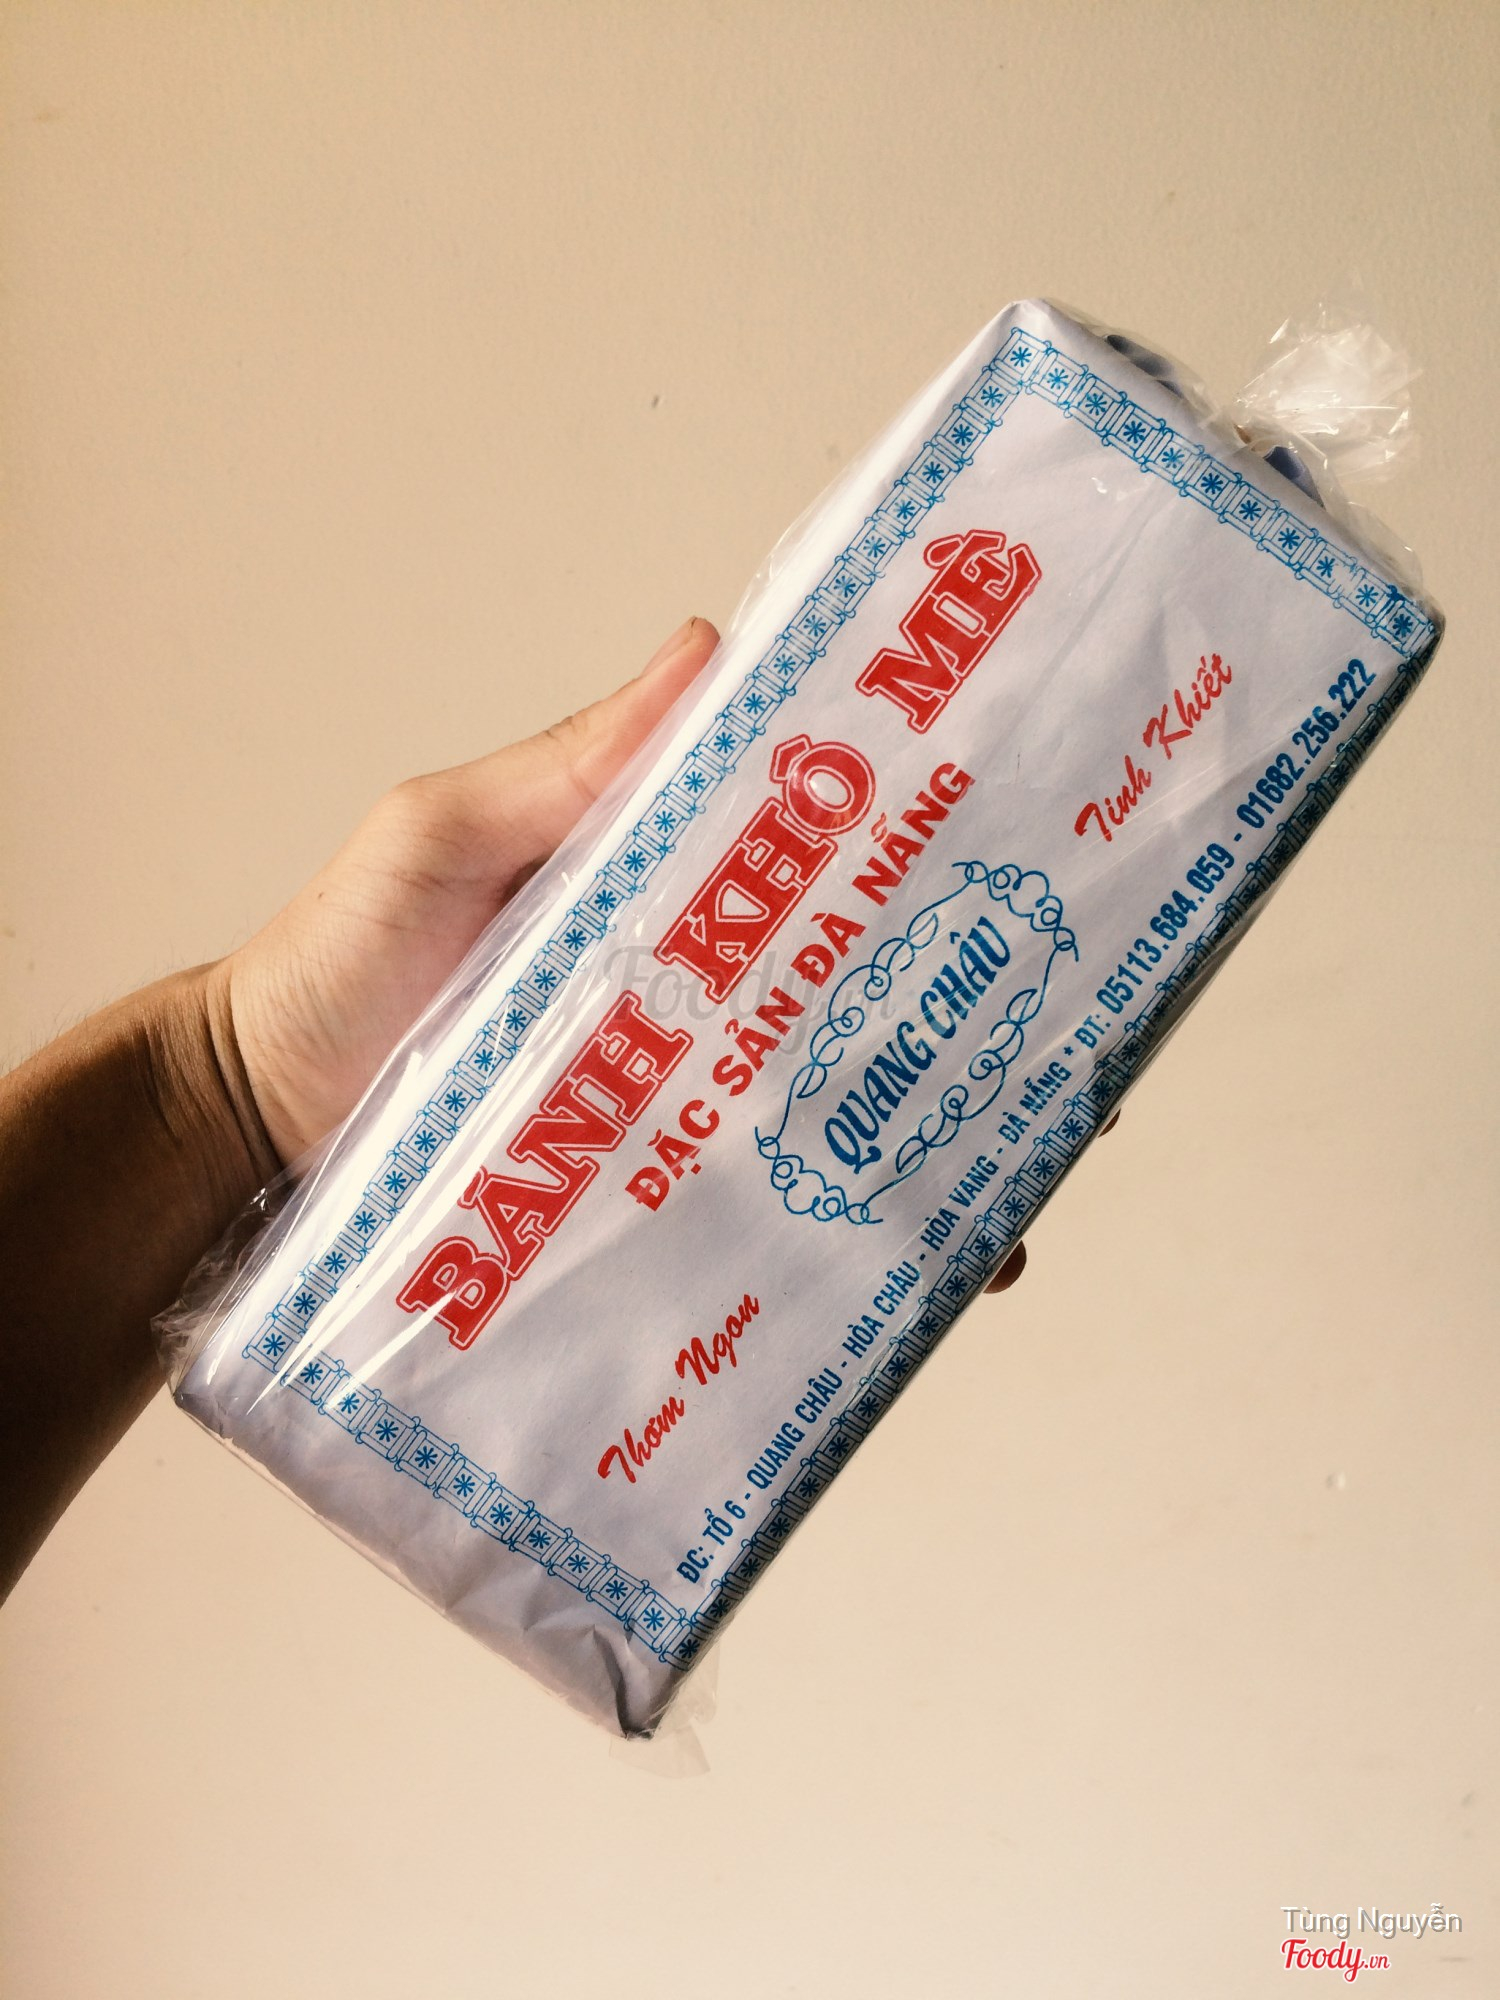 BÁNH KHÔ MÈ
ĐẶC SẢN ĐÀ NẴNG
QUANG CHÂU
Thơm Ngon
Tinh Khiết
ĐC: TỔ 6 - QUANG CHÂU - HÒA CHÂU - HÒA VANG - ĐÀ NẴNG * ĐT: 05113.684.059 - 01682.256.222
Foody.vn
Tùng Nguyễn
Foody.vn